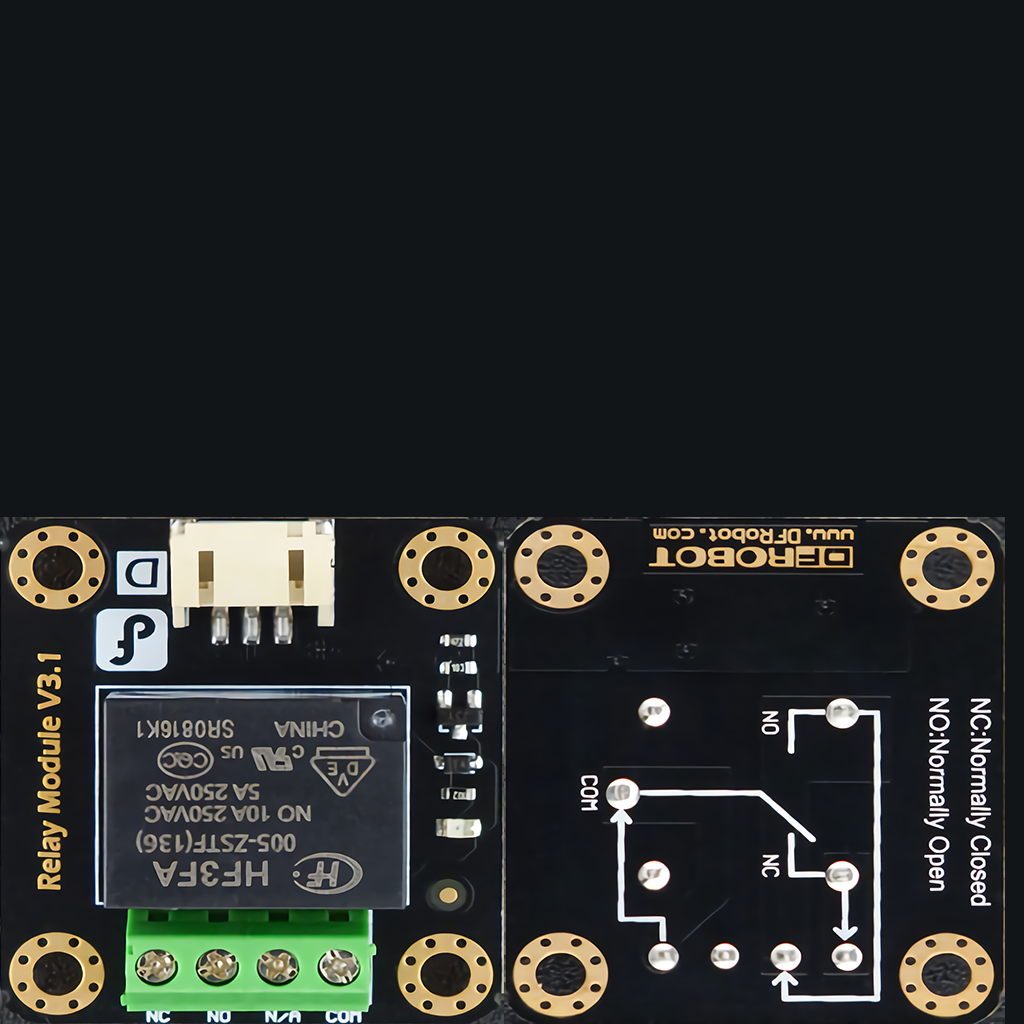 D
Relay Module V3.1
HF3FA
005-ZSTF(136)
NO 10A 250VAC
5A 250VAC
CHINA
SR0816K1
NC
NO
N/A
COM
DFROBOT
www.DFRobot.com
NO
COM
NC
NC:Normally Closed
NO:Normally Open